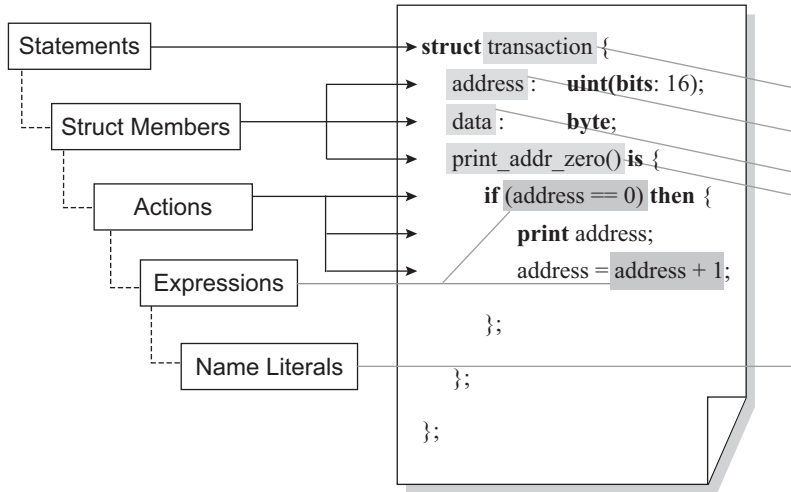 Statements
Struct Members
Actions
Expressions
Name Literals
struct transaction {
address : uint(bits: 16);
data : byte;
print_addr_zero() is {
if (address == 0) then {
print address;
address = address + 1;
};
};
};